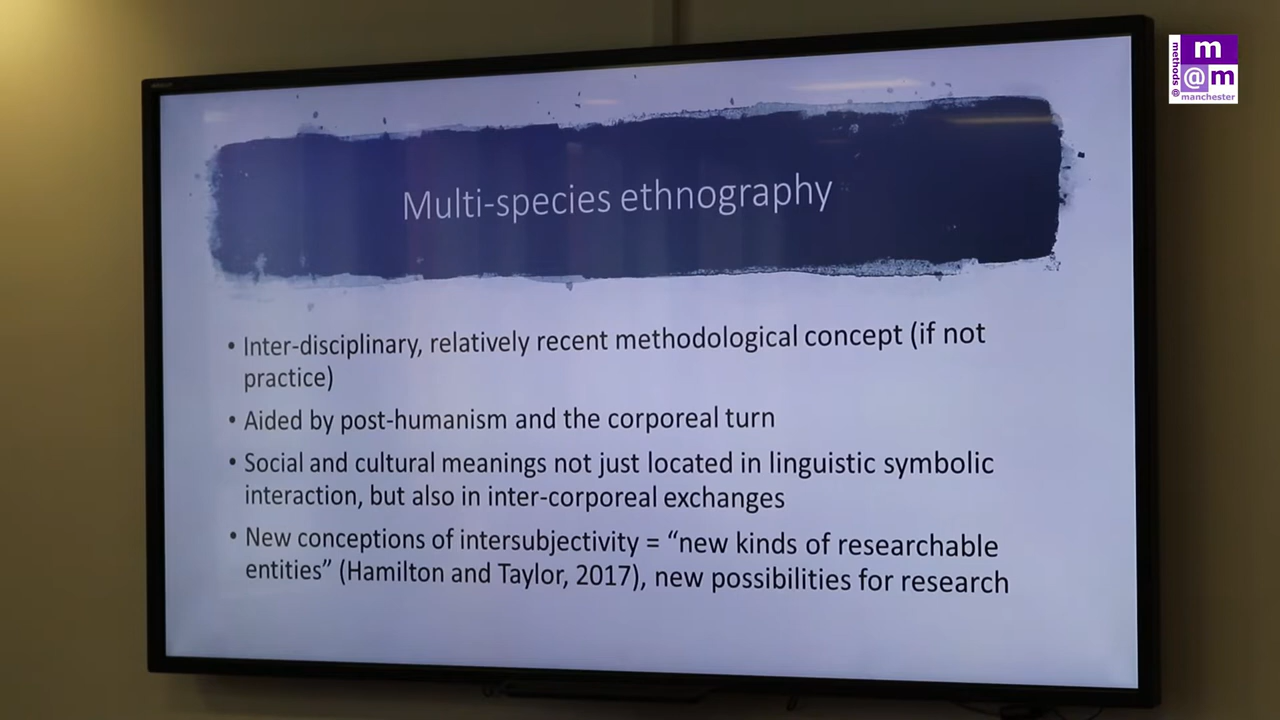 Multi-species ethnography
• Inter-disciplinary, relatively recent methodological concept (if not
practice)
• Aided by post-humanism and the corporeal turn
• Social and cultural meanings not just located in linguistic symbolic
interaction, but also in inter-corporeal exchanges
• New conceptions of intersubjectivity = “new kinds of researchable
entities” (Hamilton and Taylor, 2017), new possibilities for research
methods @
m
@m
manchester